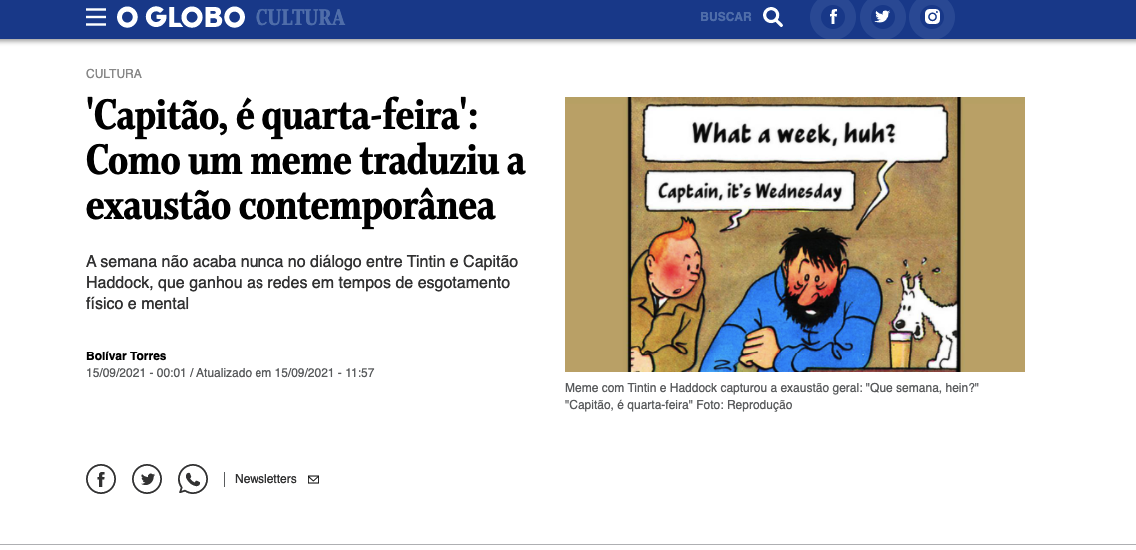 O GLOBO CULTURA
BUSCAR
CULTURA
'Capitão, é quarta-feira':
Como um meme traduziu a
exaustão contemporânea
A semana não acaba nunca no diálogo entre Tintin e Capitão
Haddock, que ganhou as redes em tempos de esgotamento
físico e mental
Bolívar Torres
15/09/2021 - 00:01 / Atualizado em 15/09/2021 - 11:57
What a week, huh?
Captain, it's Wednesday
Meme com Tintin e Haddock capturou a exaustão geral: "Que semana, hein?"
"Capitão, é quarta-feira" Foto: Reprodução
Newsletters